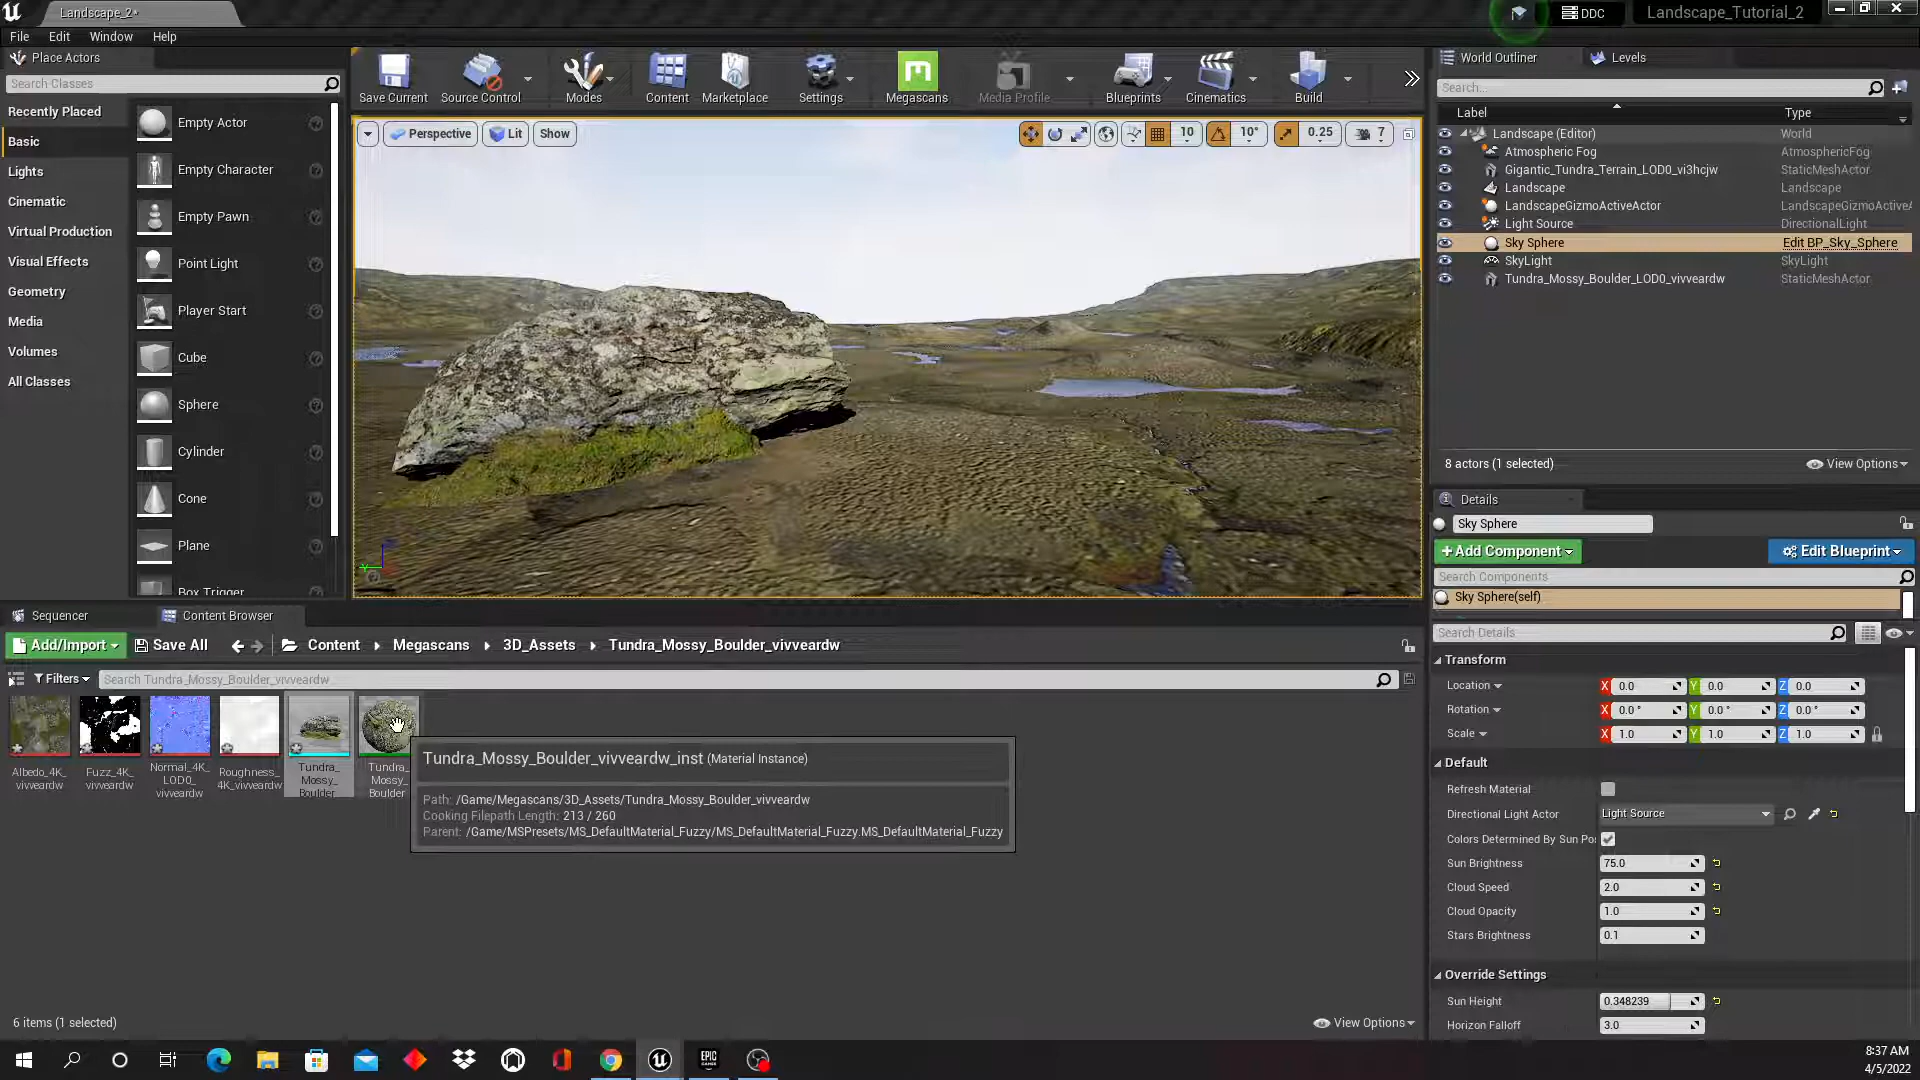 Landscape_2*
DDC
Landscape_Tutorial_2
File
Edit
Window
Help
Place Actors
Search Classes
Recently Placed
Basic
Lights
Cinematic
Virtual Production
Visual Effects
Geometry
Media
Volumes
All Classes
Empty Actor
Empty Character
Empty Pawn
Point Light
Player Start
Cube
Sphere
Cylinder
Cone
Plane
Box Trigger
Save Current
Source Control
Modes
Content
Marketplace
Settings
Megascans
Media Profile
Blueprints
Cinematics
Build
Perspective
Lit
Show
10
10°
0.25
7
World Outliner
Levels
Search...
Label
Type
Landscape (Editor)
World
Atmospheric Fog
AtmosphericFog
Gigantic_Tundra_Terrain_LOD0_vi3hcjw
StaticMeshActor
Landscape
Landscape
LandscapeGizmoActiveActor
LandscapeGizmoActiveA
Light Source
DirectionalLight
Sky Sphere
Edit BP_Sky_Sphere
SkyLight
SkyLight
Tundra_Mossy_Boulder_LOD0_vivveardw
StaticMeshActor
8 actors (1 selected)
View Options
Details
Sky Sphere
+Add Component
Edit Blueprint
Search Components
Sky Sphere(self)
Search Details
Transform
Location
X 0.0
Y 0.0
Z 0.0
Rotation
X 0.0 °
Y 0.0 °
Z 0.0 °
Scale
X 1.0
Y 1.0
Z 1.0
Default
Refresh Material
Directional Light Actor
Light Source
Colors Determined By Sun Po
Sun Brightness
75.0
Cloud Speed
2.0
Cloud Opacity
1.0
Stars Brightness
0.1
Override Settings
Sun Height
0.348239
Horizon Falloff
3.0
Sequencer
Content Browser
Add/Import
Save All
Content
Megascans
3D_Assets
Tundra_Mossy_Boulder_vivveardw
Filters
Search Tundra_Mossy_Boulder_vivveardw
Albedo_4K_
vivveardw
Fuzz_4K_
vivveardw
Normal_4K_
LOD0_
vivveardw
Roughness_
4K_vivveardw
Tundra_
Mossy_
Boulder
Tundra_
Mossy_
Boulder
Tundra_Mossy_Boulder_vivveardw_inst (Material Instance)
Path: /Game/Megascans/3D_Assets/Tundra_Mossy_Boulder_vivveardw
Cooking Filepath Length: 213 / 260
Parent: /Game/MSPresets/MS_DefaultMaterial_Fuzzy/MS_DefaultMaterial_Fuzzy.MS_DefaultMaterial_Fuzzy
6 items (1 selected)
View Options
EPIC
GAMES
8:37 AM
4/5/2022